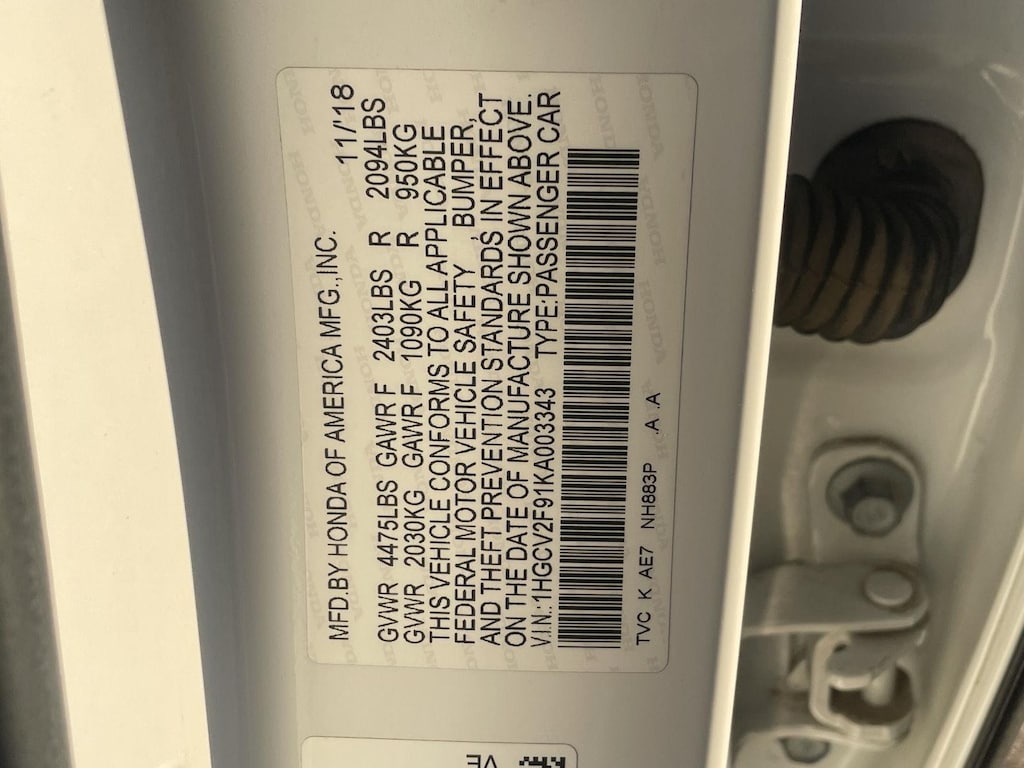 MFD.BY HONDA OF AMERICA MFG.,INC. 11/'18
GVWR 4475LBS GAWR F 2403LBS R 2094LBS
GVWR 2030KG GAWR F 1090KG R 950KG
THIS VEHICLE CONFORMS TO ALL APPLICABLE
FEDERAL MOTOR VEHICLE SAFETY, BUMPER,
AND THEFT PREVENTION STANDARDS, IN EFFECT
ON THE DATE OF MANUFACTURE SHOWN ABOVE.
V.I.N.:1HGCV2F91KA003343 TYPE:PASSENGER CAR
TVC K AE7 NH883P .A .A